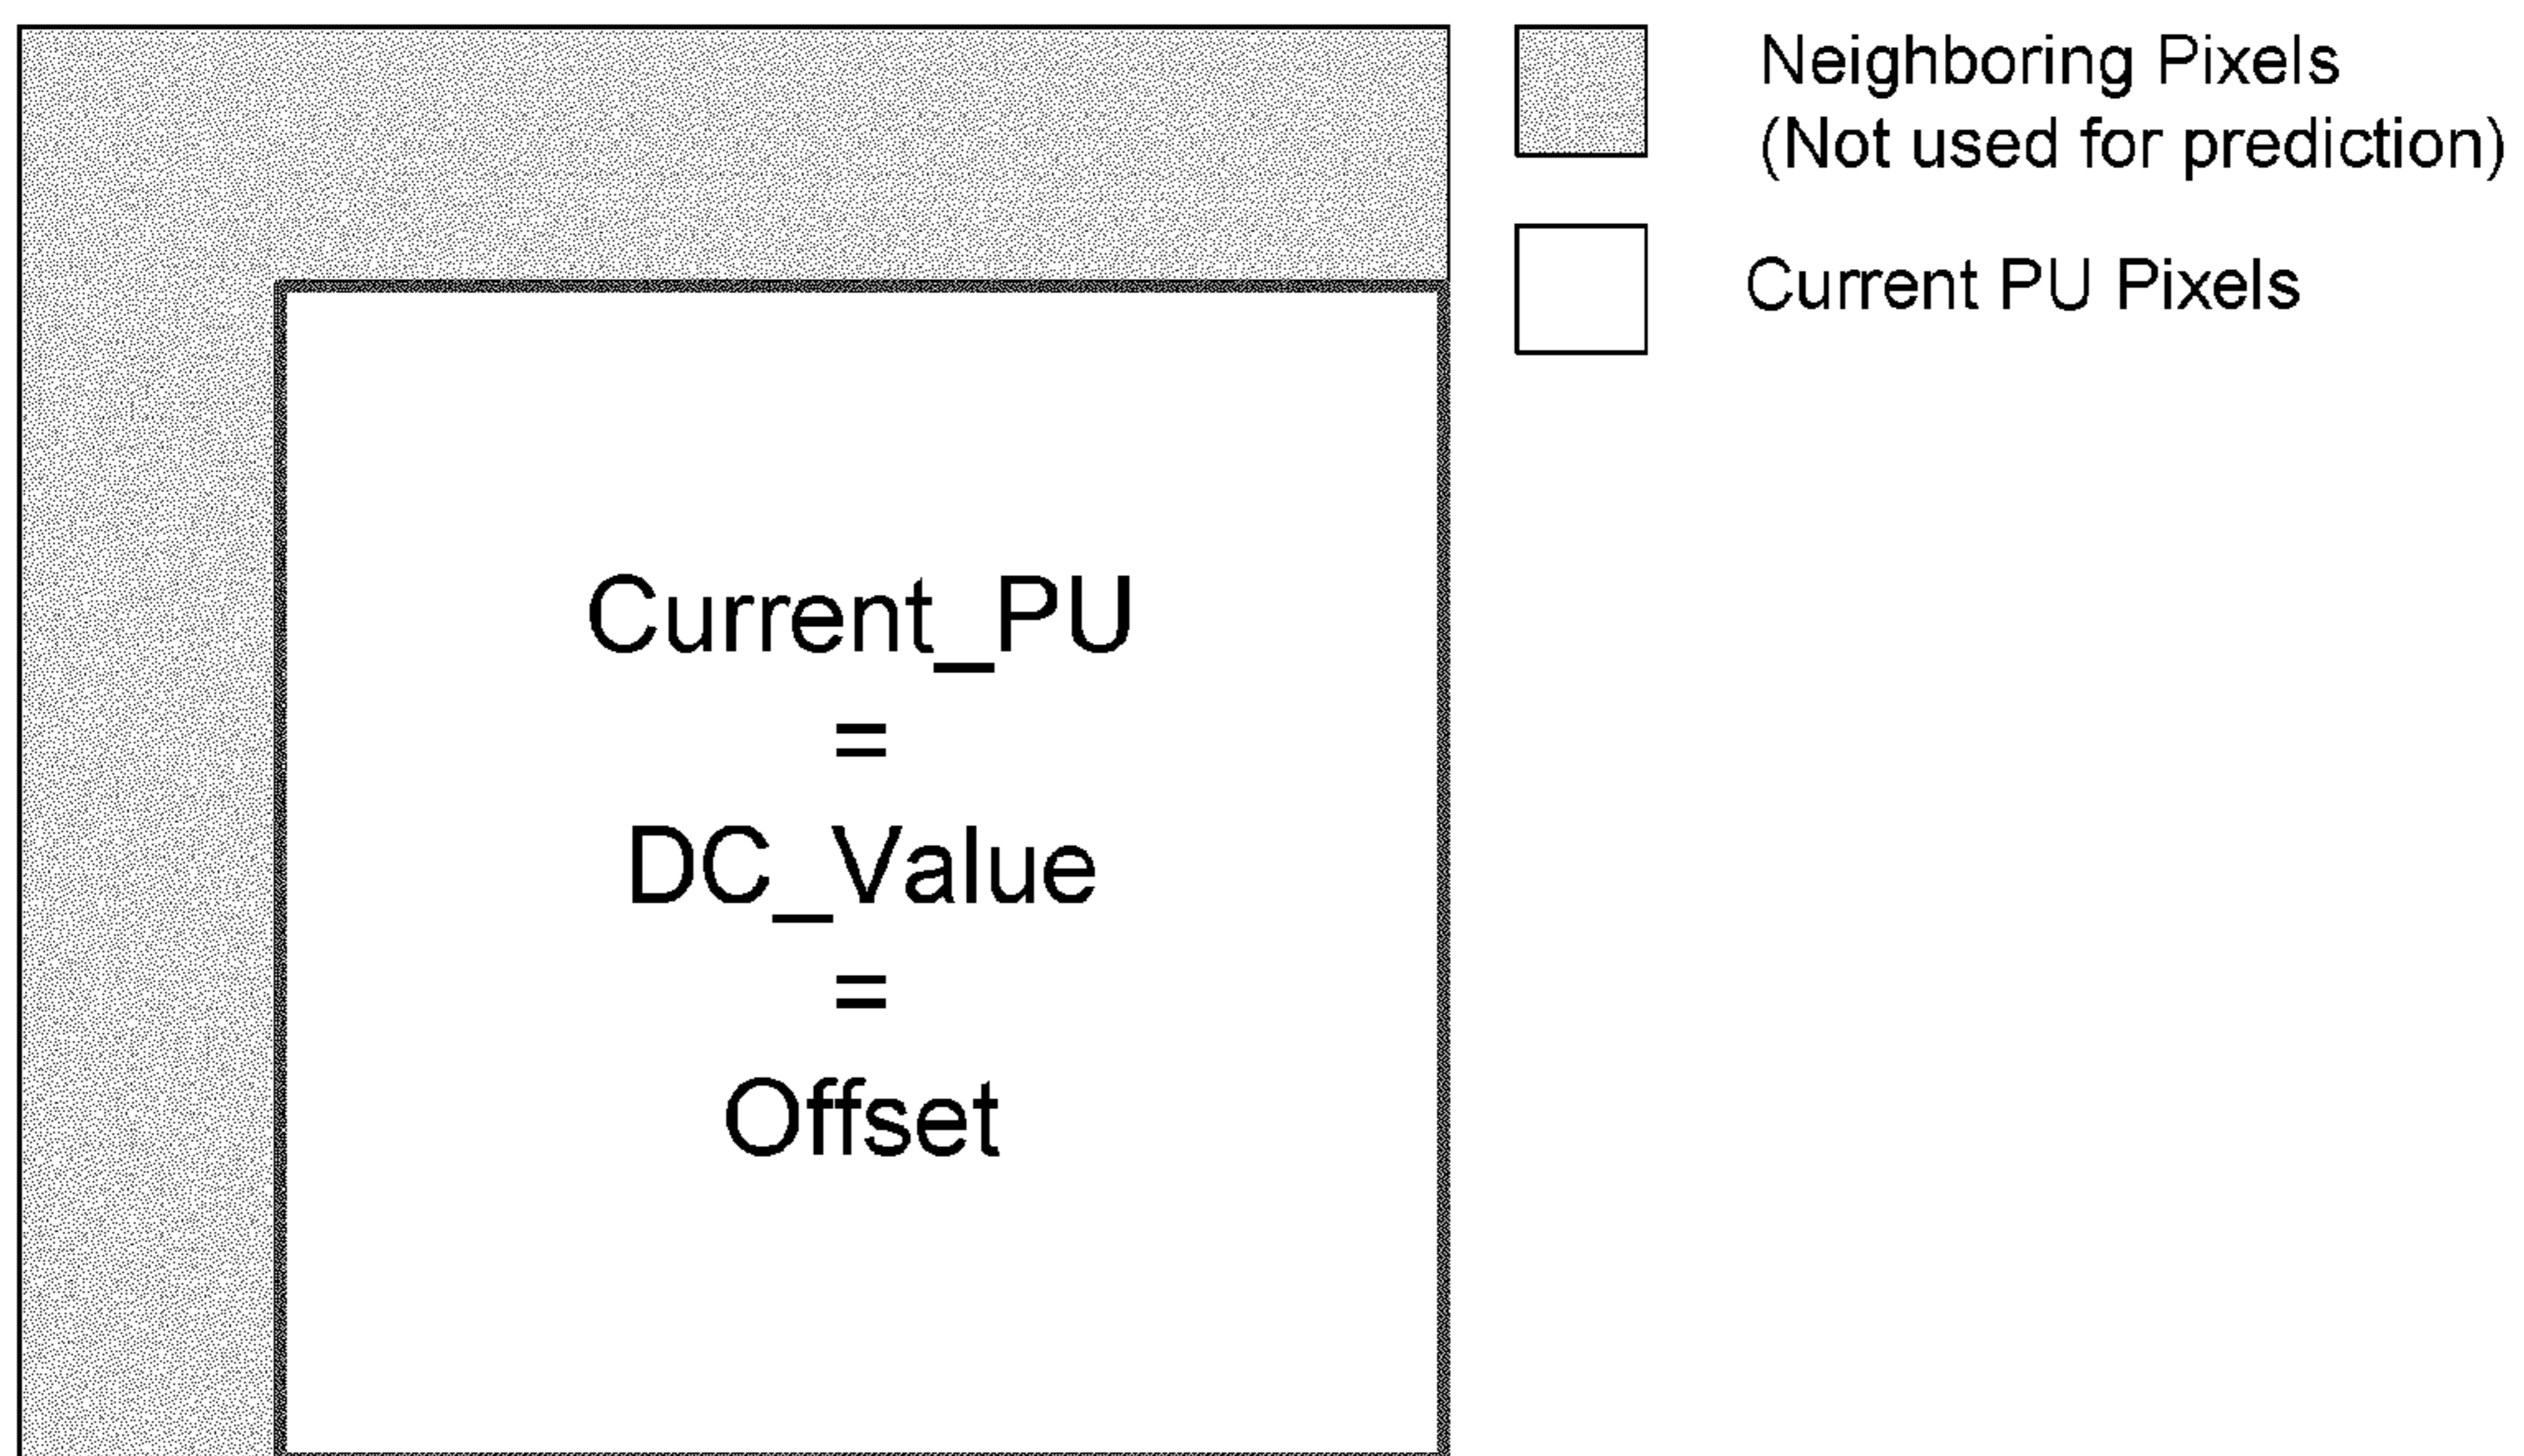 Neighboring Pixels
(Not used for prediction)
Current PU Pixels
Current_PU
=
DC_Value
=
Offset